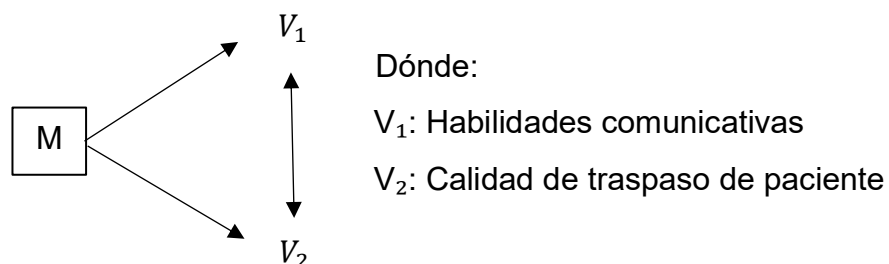 V₁
Dónde:
V₁: Habilidades comunicativas
M
V₂: Calidad de traspaso de paciente
V₂